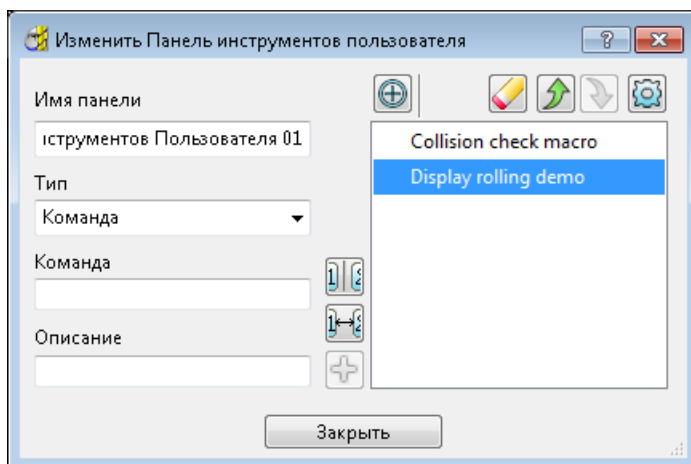 Изменить Панель инструментов пользователя
Имя панели
нструментов Пользователя 01
Тип
Команда
Команда
Описание
Collision check macro
Display rolling demo
Закрыть